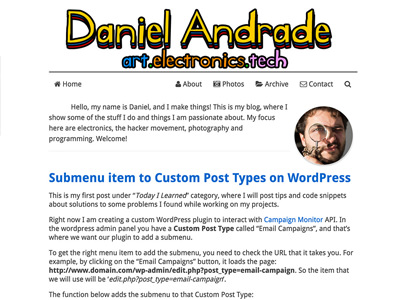 Daniel Andrade
art.electronics.tech
Home About Photos Archive Contact
Hello, my name is Daniel, and I make things! This is my blog, where I
show some of the stuff I do and things I am passionate about. My focus
here are electronics, the hacker movement, photography and
programming. Welcome!
Submenu item to Custom Post Types on WordPress
This is my first post under "Today I Learned" category, where I will post tips and code snippets
about solutions to some problems I found while working on my projects.
Right now I am creating a custom WordPress plugin to interact with Campaign Monitor API. In
the wordpress admin panel you have a Custom Post Type called "Email Campaigns", and that's
where we want our plugin to add a submenu.
To get the right menu item to add the submenu, you need to check the URL that it takes you. For
example, by clicking on the "Email Campaigns" button, it loads the page:
http://www.domain.com/wp-admin/edit.php?post_type=email-campaign. So the item that
we will use will be 'edit.php?post_type=email-campaign'.
The function below adds the submenu to that Custom Post Type: